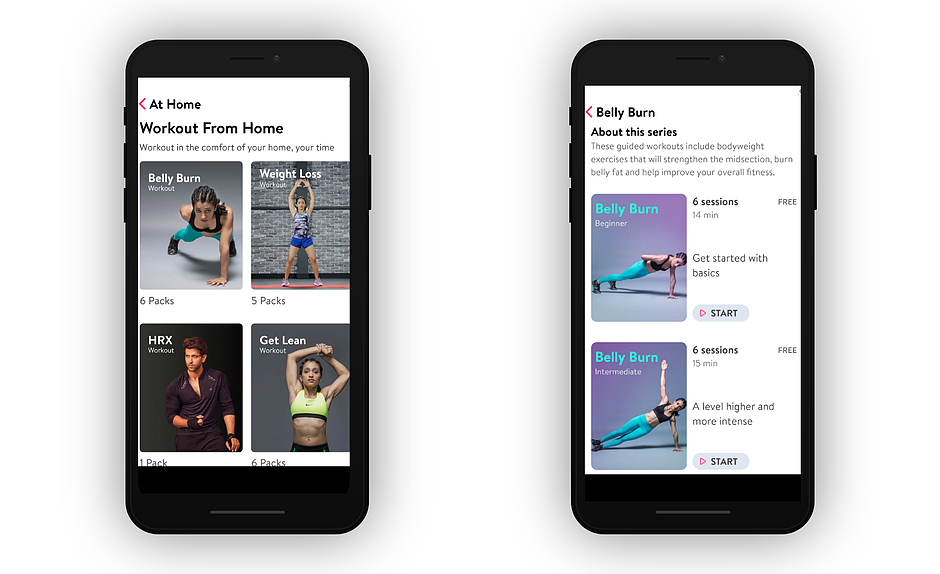 At Home
Workout From Home
Workout in the comfort of your home, your time
Belly Burn
Workout
Weight Loss
Workout
6 Packs
5 Packs
HRX
Workout
Get Lean
Workout
1 Pack
6 Packs
Belly Burn
About this series
These guided workouts include bodyweight
exercises that will strengthen the midsection, burn
belly fat and help improve your overall fitness.
Belly Burn
Beginner
6 sessions
FREE
14 min
Get started with
basics
START
Belly Burn
Intermediate
6 sessions
FREE
15 min
A level higher and
more intense
START